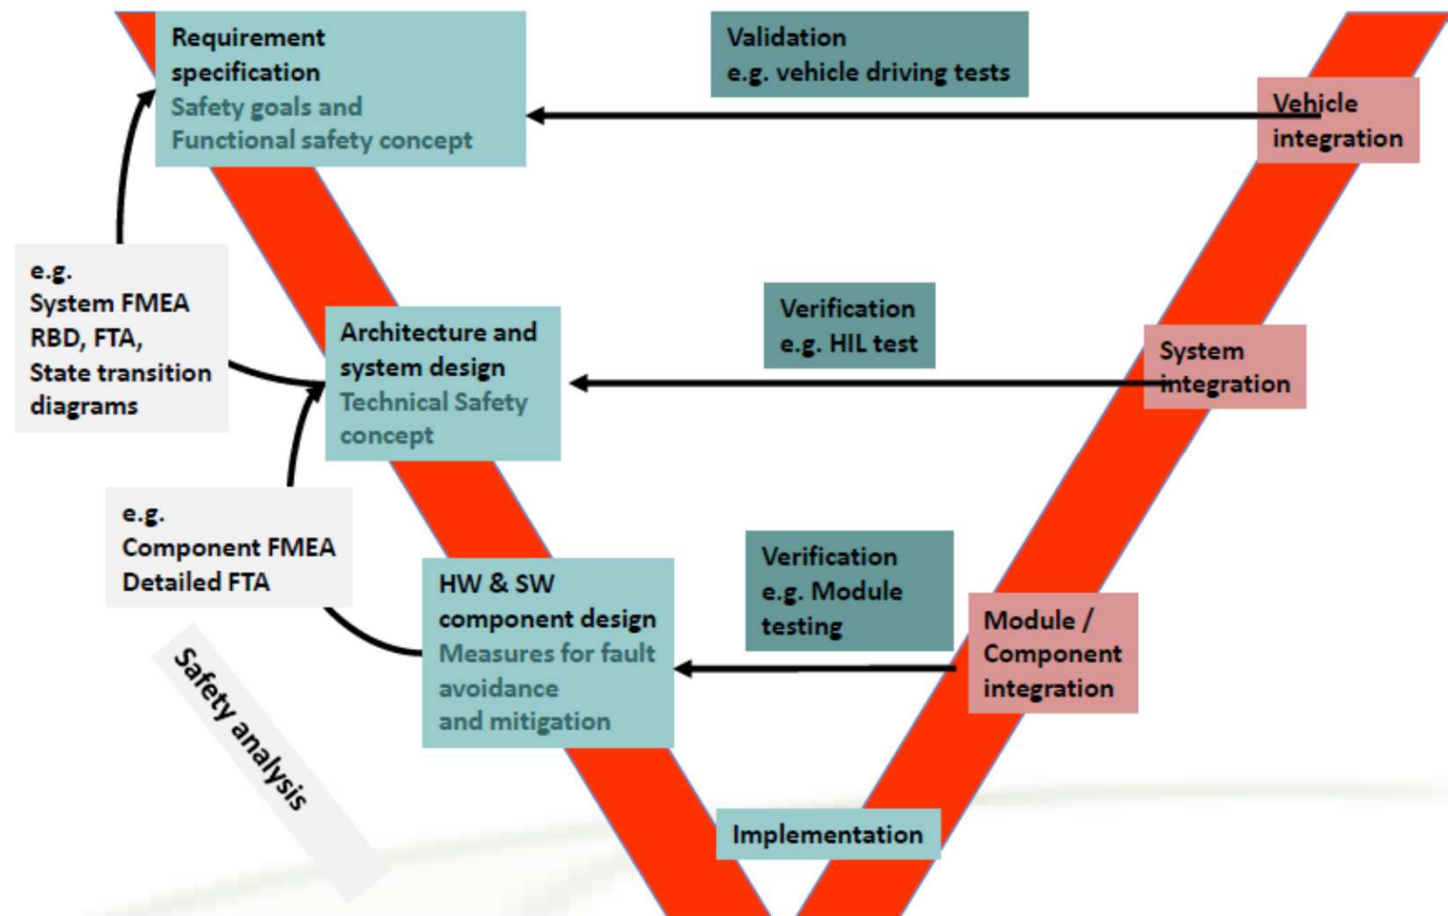 Requirement
specification
Safety goals and
Functional safety concept
Validation
e.g. vehicle driving tests
Vehicle
integration
e.g.
System FMEA
RBD, FTA,
State transition
diagrams
Architecture and
system design
Technical Safety
concept
Verification
e.g. HIL test
System
integration
e.g.
Component FMEA
Detailed FTA
HW & SW
component design
Measures for fault
avoidance
and mitigation
Verification
e.g. Module
testing
Module /
Component
integration
Safety analysis
Implementation